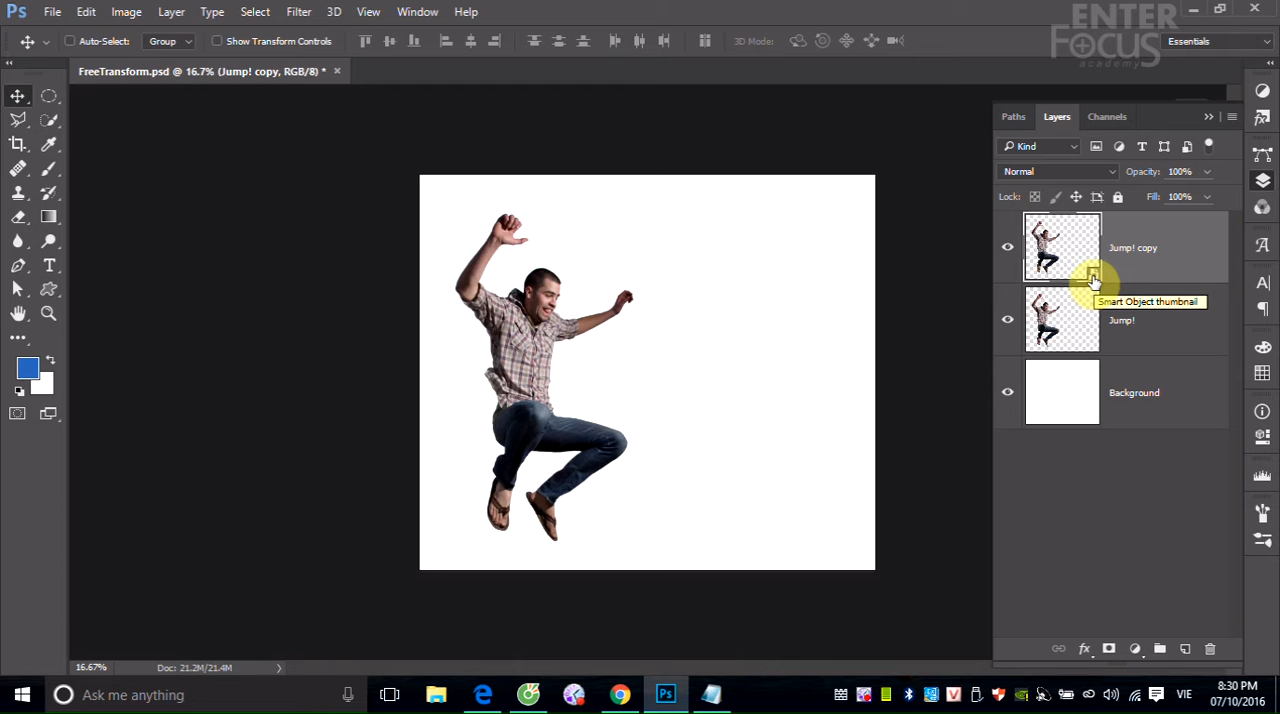 Ps File Edit Image Layer Type Select Filter 3D View Window Help
ENTER
FOCUS
academy
Auto-Select: Group Show Transform Controls 3D Mode: Essentials
FreeTransform.psd @ 16.7% (Jump! copy, RGB/8) * ×
Paths Layers Channels
Kind
Normal Opacity: 100%
Lock: Fill: 100%
Jump! copy
Smart Object thumbnail
Jump!
Background
16.67% Doc: 21.2M/21.4M
Ask me anything
VIE
8:30 PM
07/10/2016